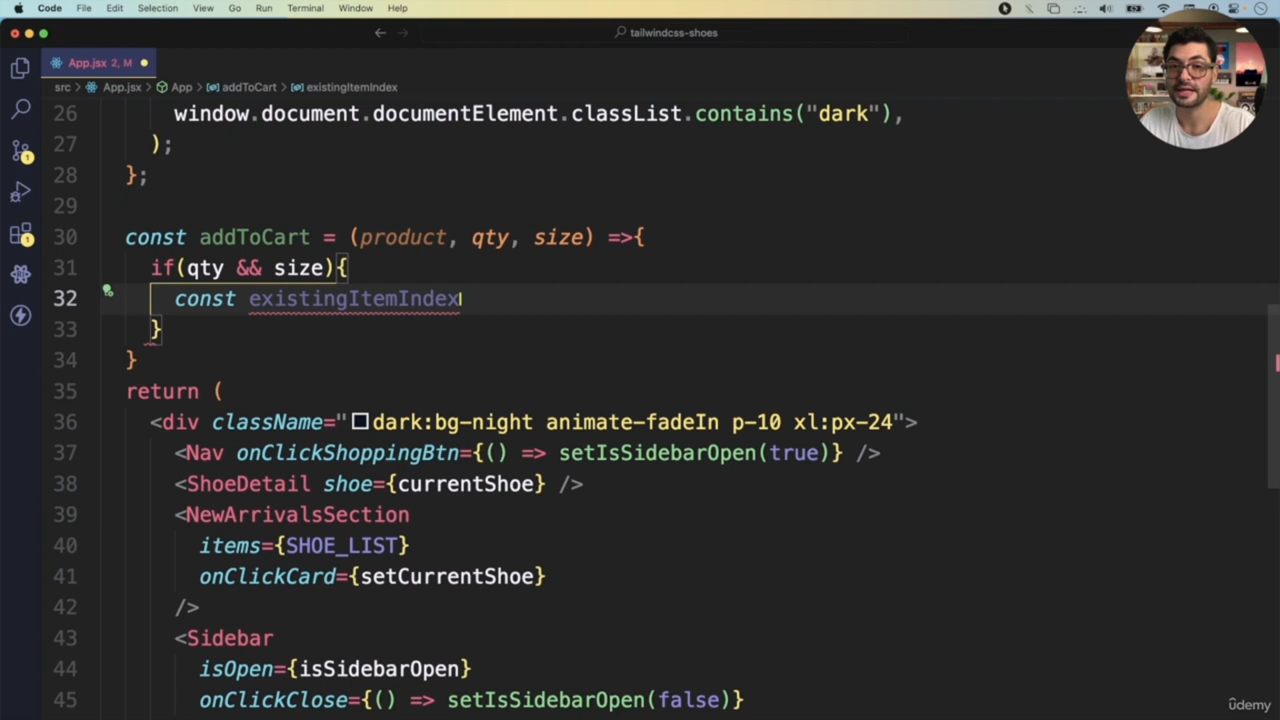 Code File Edit Selection View Go Run Terminal Window Help
tailwindcss-shoes
App.jsx 2, M
src > App.jsx > App > addToCart > existingItemIndex
26 window.document.documentElement.classList.contains("dark"),
27 );
28 };
29
30 const addToCart = (product, qty, size) =>{
31 if(qty && size){
32 const existingItemIndex
33 }
34 }
35 return (
36 <div className="dark:bg-night animate-fadeIn p-10 xl:px-24">
37 <Nav onClickShoppingBtn={() => setIsSidebarOpen(true)} />
38 <ShoeDetail shoe={currentShoe} />
39 <NewArrivalsSection
40 items={SHOE_LIST}
41 onClickCard={setCurrentShoe}
42 />
43 <Sidebar
44 isOpen={isSidebarOpen}
45 onClickClose={() => setIsSidebarOpen(false)}
1
1
ûdemy